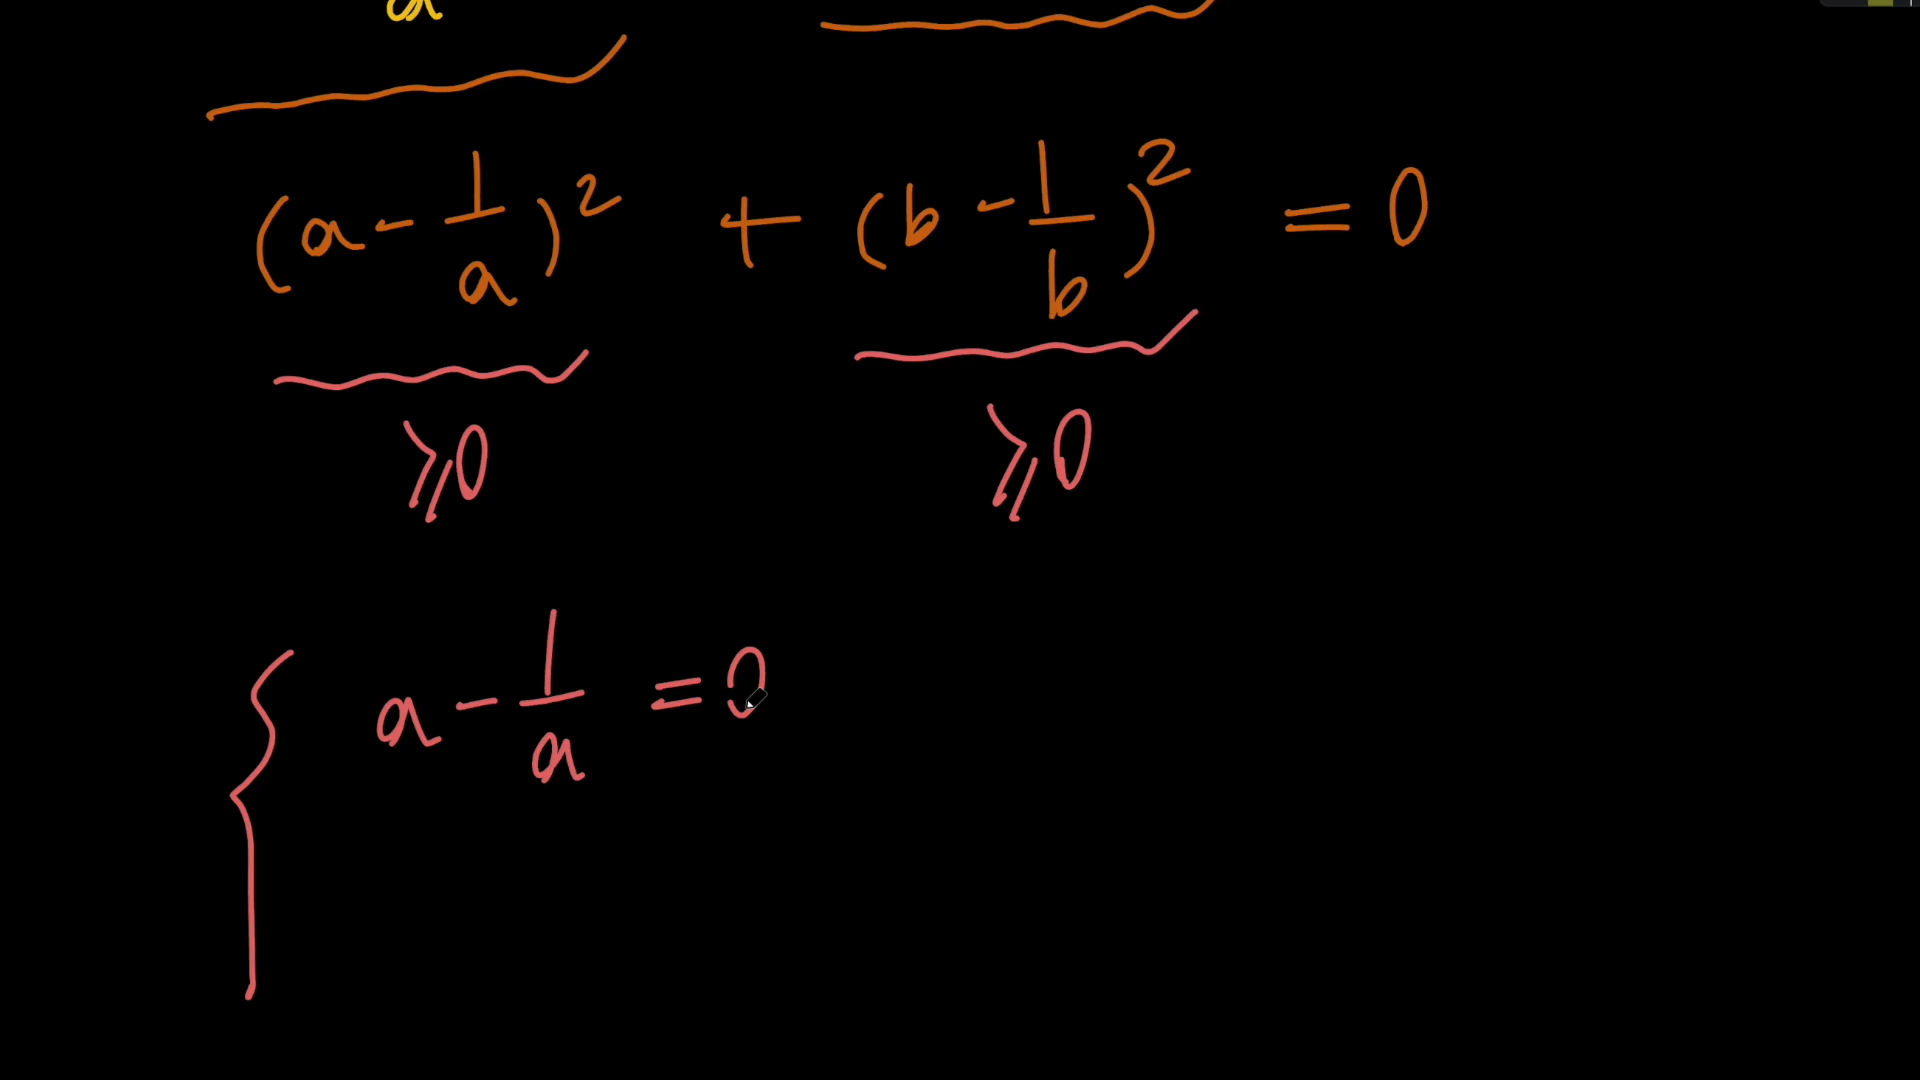 a
(a - 1/a)² + (b - 1/b)² = 0
⩾0 ⩾0
{ a - 1/a = 0